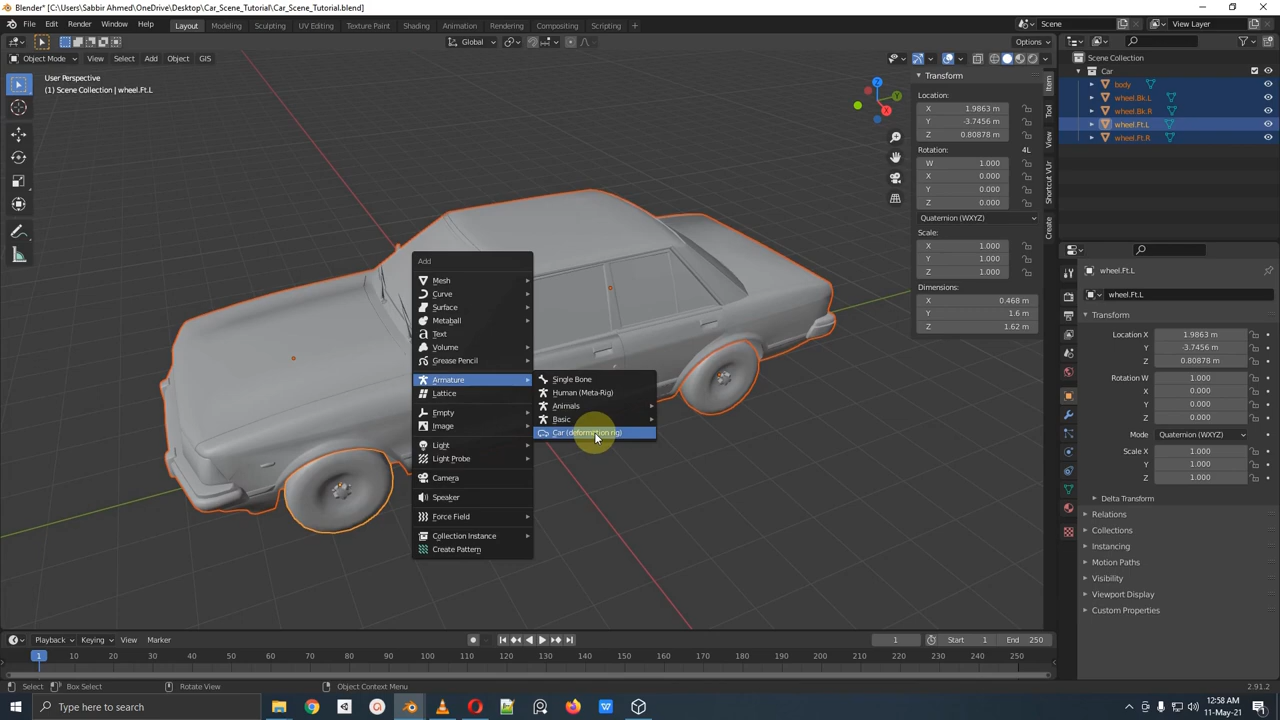 Blender* [C:\Users\Sabbir Ahmed\OneDrive\Desktop\Car_Scene_Tutorial\Car_Scene_Tutorial.blend]
File Edit Render Window Help Layout Modeling Sculpting UV Editing Texture Paint Shading Animation Rendering Compositing Scripting Scene View Layer
Global Options
Object Mode View Select Add Object GIS
User Perspective
(1) Scene Collection | wheel.Ft.L
Z
Y
X
Transform
Location:
X 1.9863 m
Y -3.7456 m
Z 0.80878 m
Rotation: 4L
W 1.000
X 0.000
Y 0.000
Z 0.000
Quaternion (WXYZ)
Scale:
X 1.000
Y 1.000
Z 1.000
Dimensions:
X 0.468 m
Y 1.6 m
Z 1.62 m
Item
Tool
View
Shortcut VUr
Create
Scene Collection
Car
body
wheel.Bk.L
wheel.Bk.R
wheel.Ft.L
wheel.Ft.R
wheel.Ft.L
wheel.Ft.L
Transform
Location X 1.9863 m
Y -3.7456 m
Z 0.80878 m
Rotation W 1.000
X 0.000
Y 0.000
Z 0.000
Mode Quaternion (WXYZ)
Scale X 1.000
Y 1.000
Z 1.000
Delta Transform
Relations
Collections
Instancing
Motion Paths
Visibility
Viewport Display
Custom Properties
Add
Mesh
Curve
Surface
Metaball
Text
Volume
Grease Pencil
Armature
Lattice
Empty
Image
Light
Light Probe
Camera
Speaker
Force Field
Collection Instance
Create Pattern
Single Bone
Human (Meta-Rig)
Animals
Basic
Car (deformation rig)
Playback Keying View Marker 1 Start 1 End 250
1 10 20 30 40 50 60 70 80 90 100 110 120 130 140 150 160 170 180 190 200 210 220 230 240 250
Select Box Select Rotate View Object Context Menu 2.91.2
Type here to search
12:58 AM
11-May-21